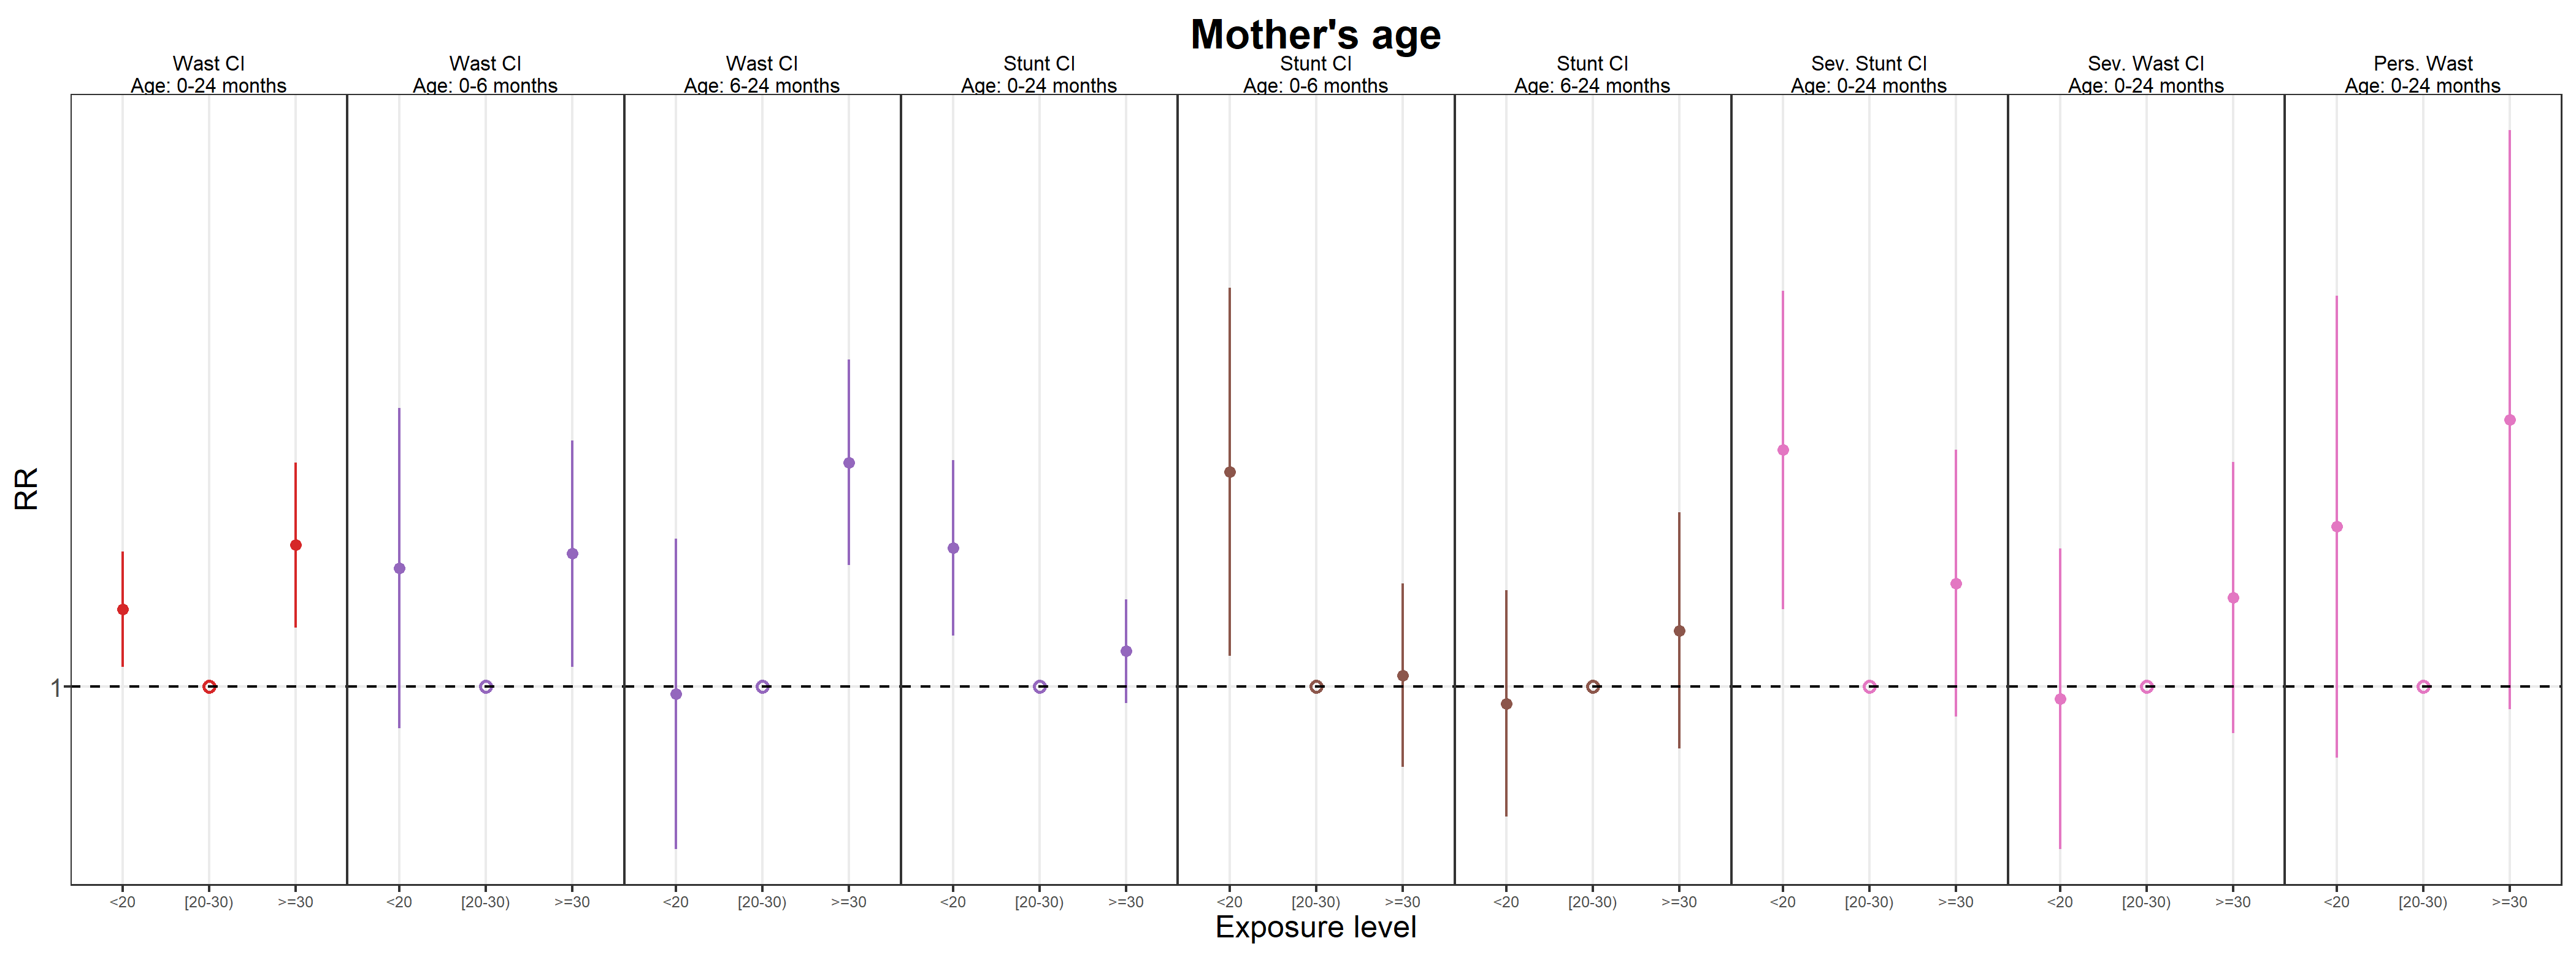 Mother's age
Wast CI Wast CI Wast CI Stunt CI Stunt CI Stunt CI Sev. Stunt CI Sev. Wast CI Pers. Wast
Age: 0-24 months Age: 0-6 months Age: 6-24 months Age: 0-24 months Age: 0-6 months Age: 6-24 months Age: 0-24 months Age: 0-24 months Age: 0-24 months
RR
1
<20 [20-30) >=30 <20 [20-30) >=30 <20 [20-30) >=30 <20 [20-30) >=30 <20 [20-30) >=30 <20 [20-30) >=30 <20 [20-30) >=30 <20 [20-30) >=30 <20 [20-30) >=30
Exposure level